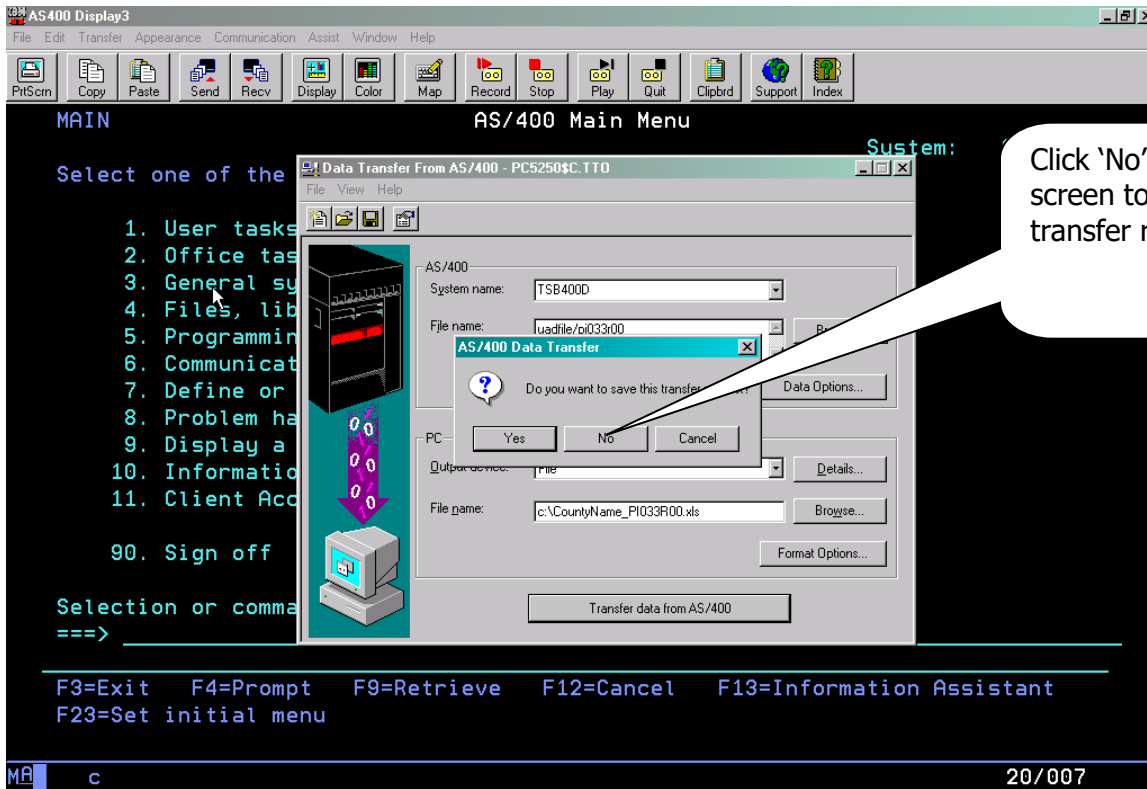 AS400 Display3
File Edit Transfer Appearance Communication Assist Window Help
PrtScrn Copy Paste Send Recv Display Color Map Record Stop Play Quit Clipbrd Support Index
MAIN AS/400 Main Menu
System:
Select one of the
1. User tasks
2. Office tas
3. General sy
4. Files, lib
5. Programmin
6. Communicat
7. Define or
8. Problem ha
9. Display a
10. Informatio
11. Client Acc
90. Sign off
Selection or comma
===>
F3=Exit F4=Prompt F9=Retrieve F12=Cancel F13=Information Assistant
F23=Set initial menu
MA c 20/007
Data Transfer From AS/400 - PC5250$C.TTO
File View Help
AS/400
System name: TSB400D
File name: uadfile/pi033r00
Data Options...
PC
Output device: File Details...
File name: c:\CountyName_PI033R00.xls Browse...
Format Options...
Transfer data from AS/400
AS/400 Data Transfer
Do you want to save this transfer
Yes No Cancel
Click ‘No’
screen to
transfer